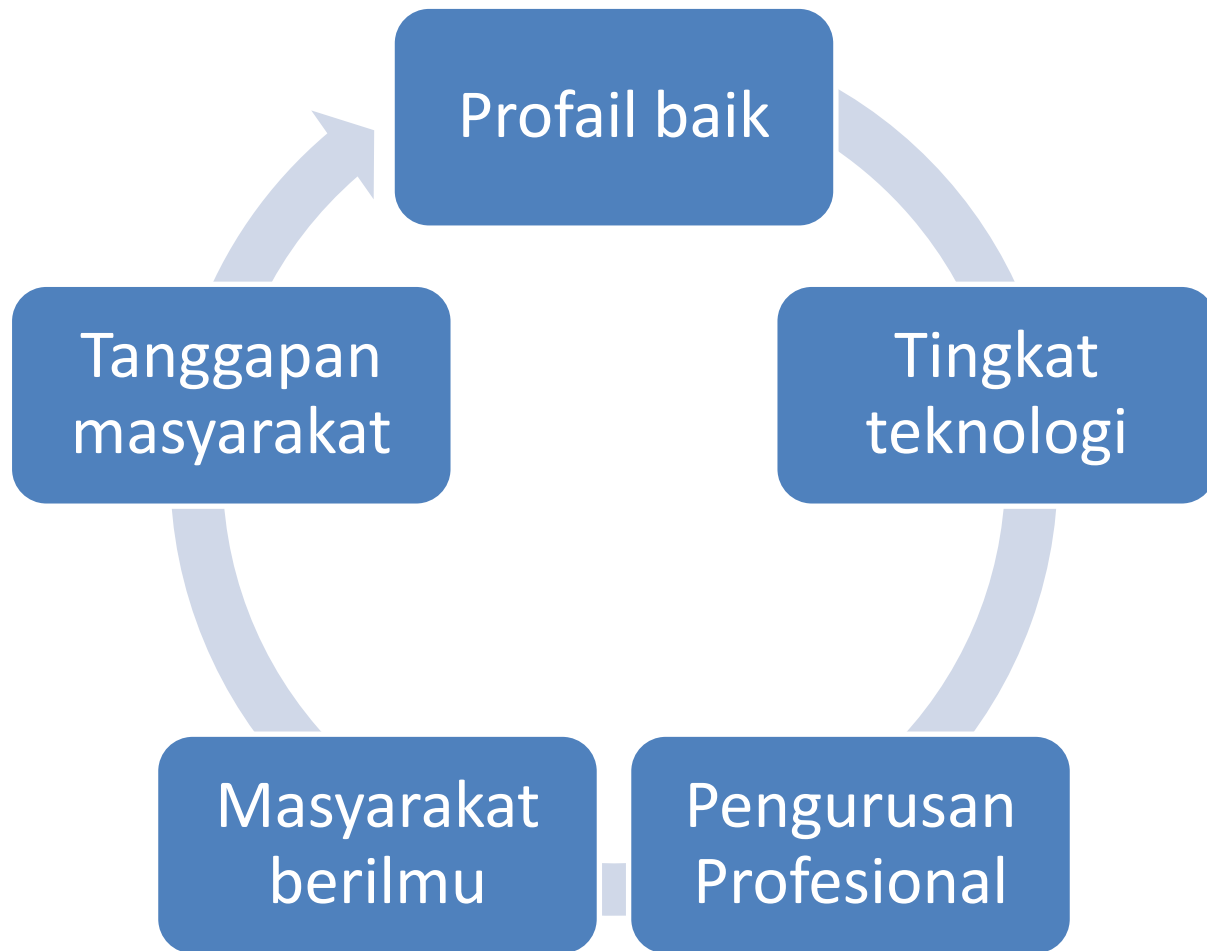 Profail baik
Tingkat
teknologi
Pengurusan
Profesional
Masyarakat
berilmu
Tanggapan
masyarakat